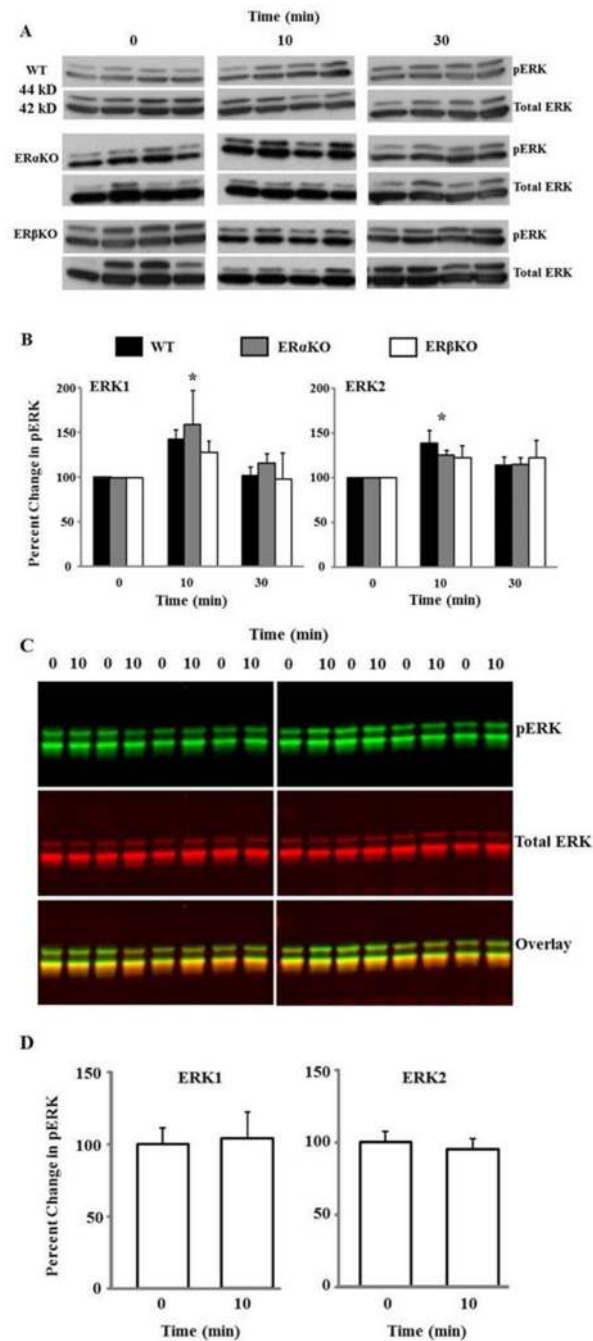 Time (min)
A
0 10 30
WT pERK
44 kD
42 kD Total ERK
ERαKO pERK
Total ERK
ERβKO pERK
Total ERK
B
WT ERαKO ERβKO
200 ERK1 * 200 ERK2
150 150 *
100 100
50 50
0 0
Percent Change in pERK
0 10 30 0 10 30
Time (min) Time (min)
Time (min)
C
0 10 0 10 0 10 0 10 0 10 0 10 0 10 0 10 0 10 0 10
pERK
Total ERK
Overlay
D
150 ERK1 150 ERK2
100 100
50 50
0 0
Percent Change in pERK
0 10 0 10
Time (min) Time (min)